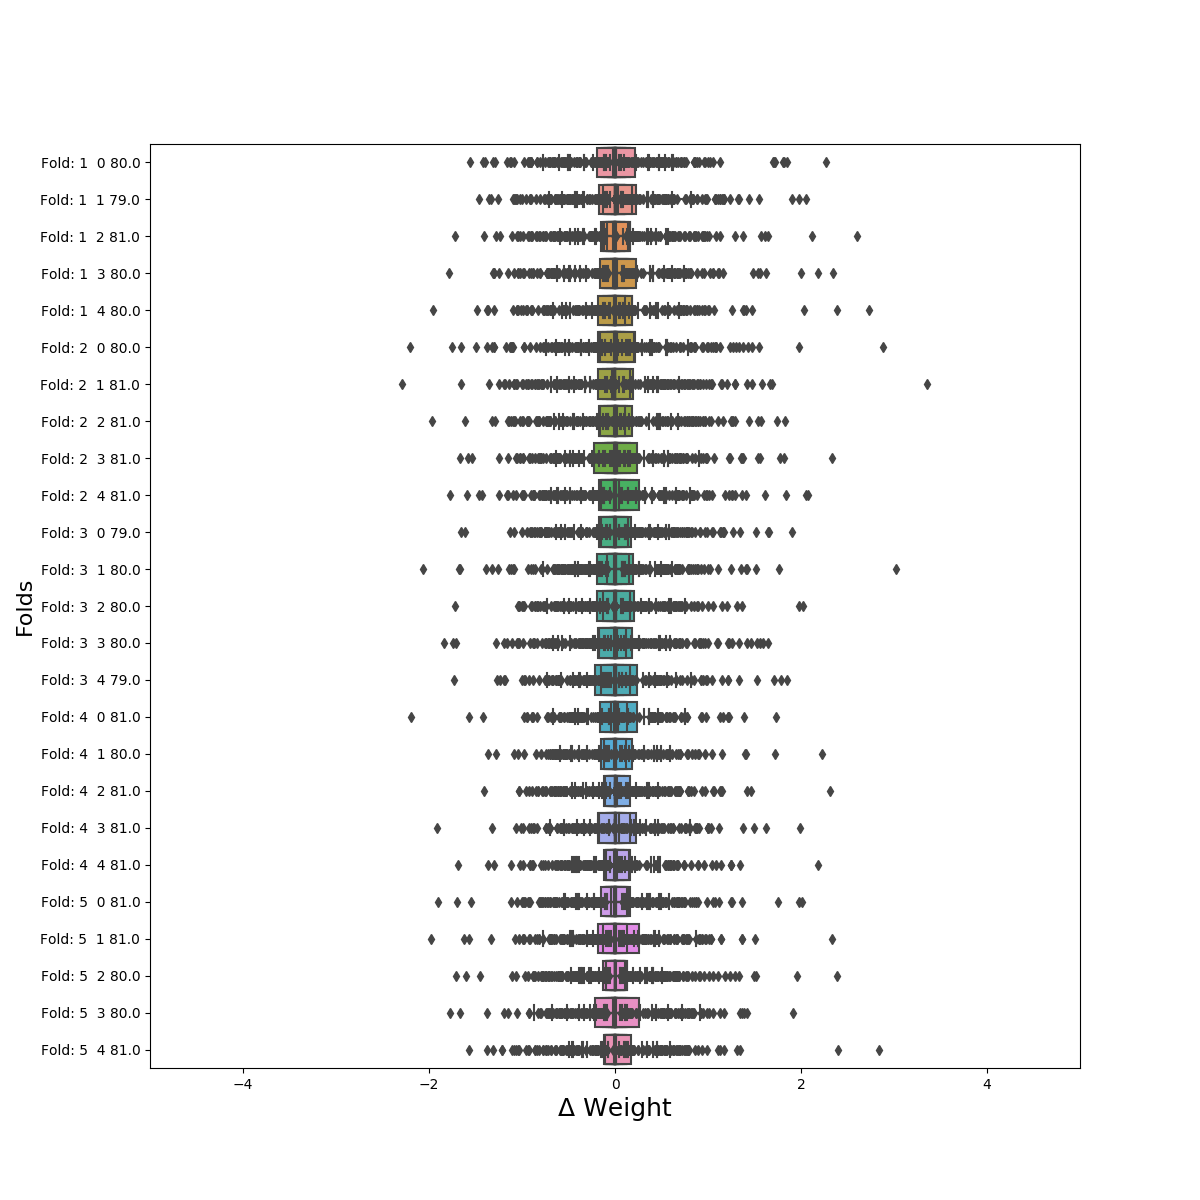 Fold: 1  0 80.0
Fold: 1  1 79.0
Fold: 1  2 81.0
Fold: 1  3 80.0
Fold: 1  4 80.0
Fold: 2  0 80.0
Fold: 2  1 81.0
Fold: 2  2 81.0
Fold: 2  3 81.0
Fold: 2  4 81.0
Fold: 3  0 79.0
Fold: 3  1 80.0
Fold: 3  2 80.0
Fold: 3  3 80.0
Fold: 3  4 79.0
Fold: 4  0 81.0
Fold: 4  1 80.0
Fold: 4  2 81.0
Fold: 4  3 81.0
Fold: 4  4 81.0
Fold: 5  0 81.0
Fold: 5  1 81.0
Fold: 5  2 80.0
Fold: 5  3 80.0
Fold: 5  4 81.0
Folds
−4 −2 0 2 4
Δ Weight